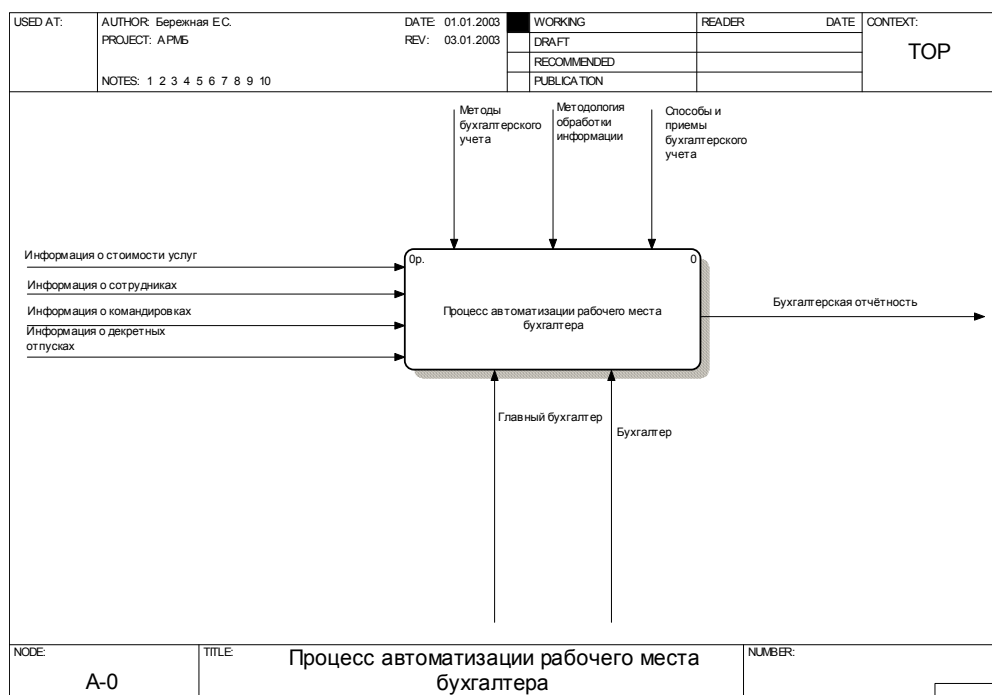 USED AT:
AUTHOR: Бережная Е.С.
DATE: 01.01.2003
WORKING
READER
DATE
CONTEXT:
PROJECT: АРМБ
REV: 03.01.2003
DRAFT
TOP
RECOMMENDED
NOTES: 1 2 3 4 5 6 7 8 9 10
PUBLICATION
Методы
бухгалтерского
учета
Методология
обработки
информации
Способы и
приемы
бухгалтерского
учета
Информация о стоимости услуг
Информация о сотрудниках
Информация о командировках
Информация о декретных
отпусках
0р.
0
Процесс автоматизации рабочего места
бухгалтера
Бухгалтерская отчётность
Главный бухгалтер
Бухгалтер
NODE:
A-0
TITLE:
Процесс автоматизации рабочего места
бухгалтера
NUMBER: